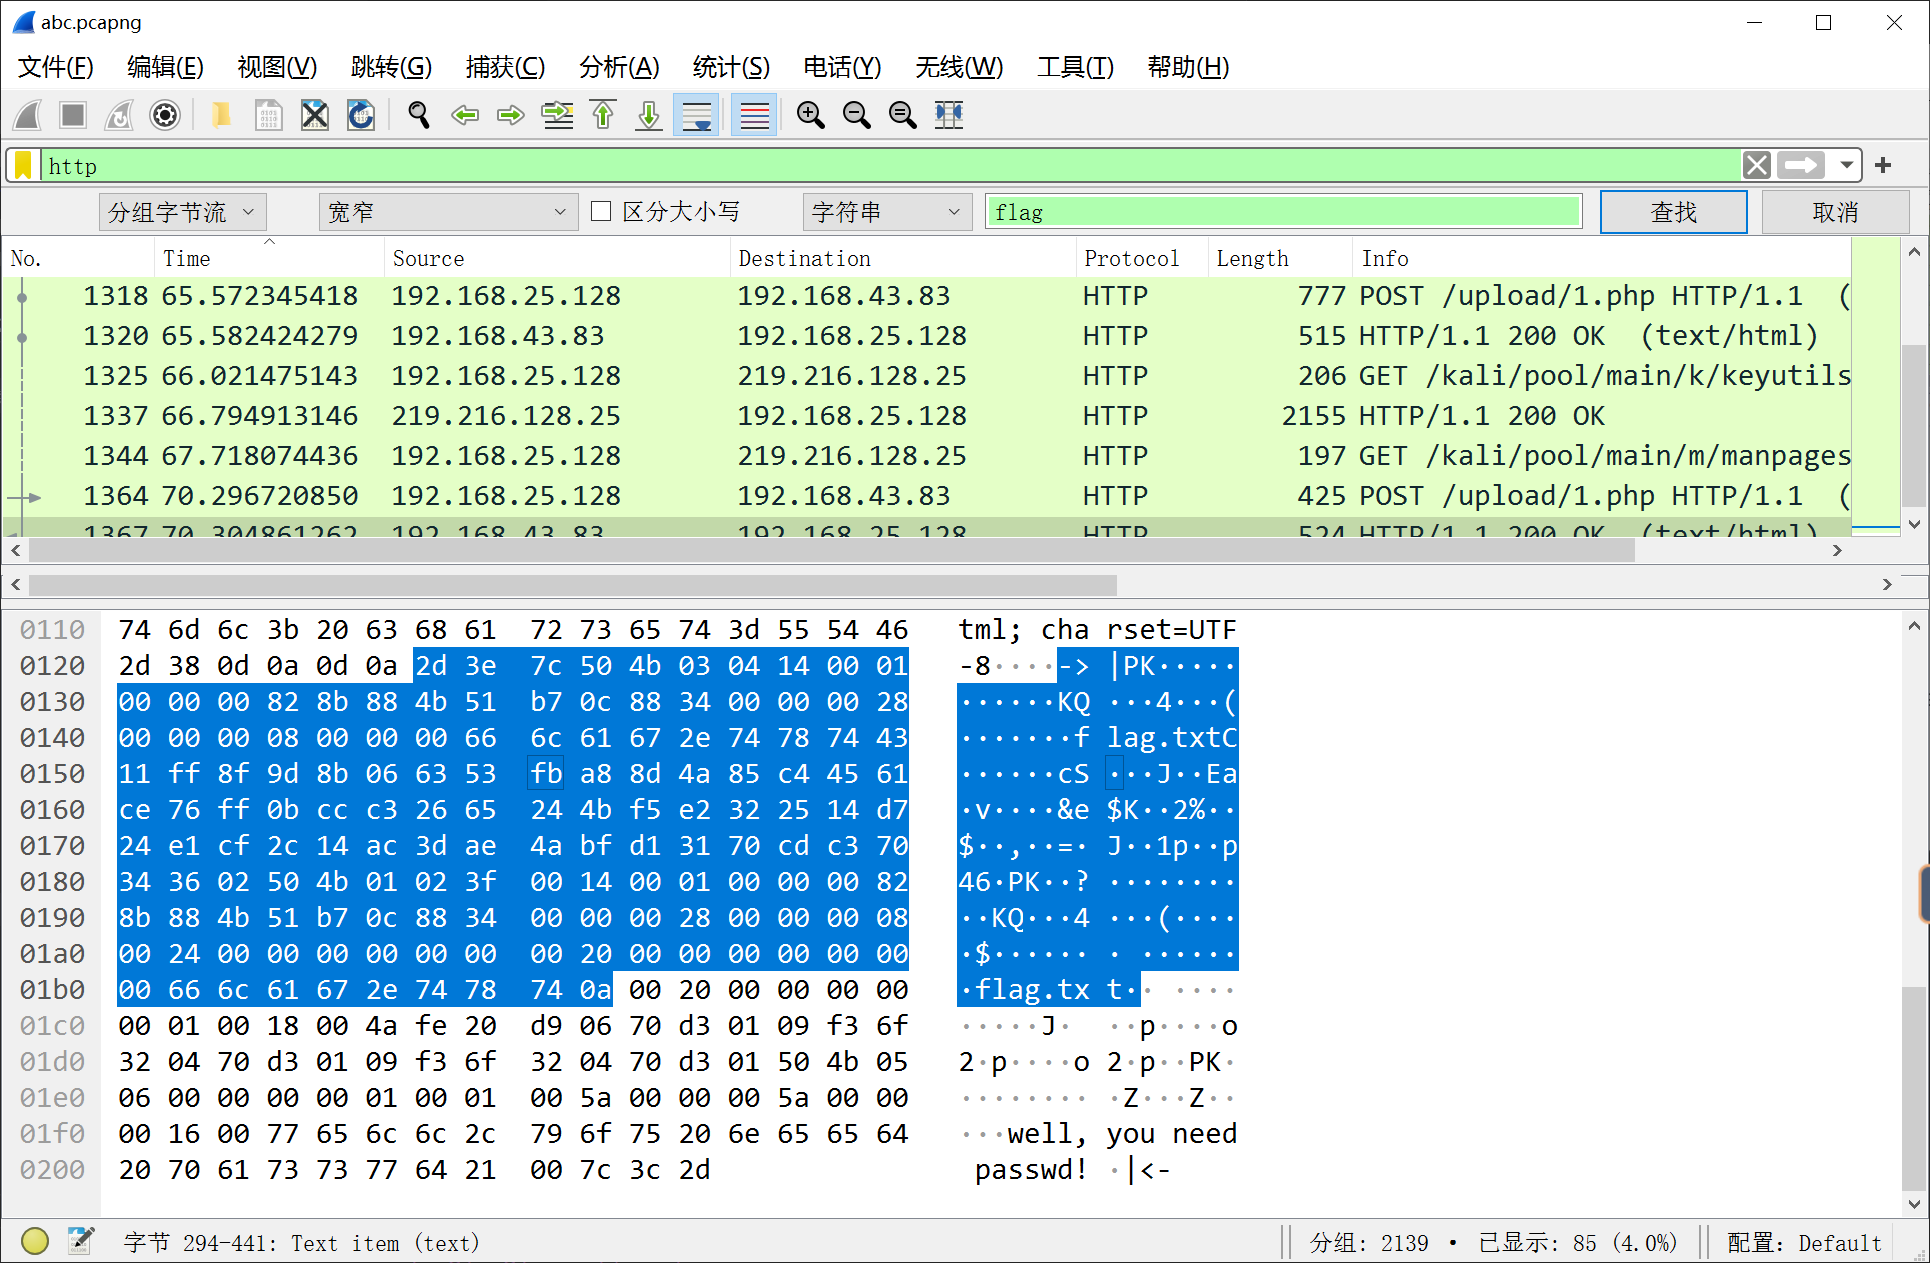 abc.pcapng
文件(F) 编辑(E) 视图(V) 跳转(G) 捕获(C) 分析(A) 统计(S) 电话(Y) 无线(W) 工具(T) 帮助(H)
http
分组字节流 宽窄 区分大小写 字符串 flag 查找 取消
No. Time Source Destination Protocol Length Info
1318 65.572345418 192.168.25.128 192.168.43.83 HTTP 777 POST /upload/1.php HTTP/1.1 (
1320 65.582424279 192.168.43.83 192.168.25.128 HTTP 515 HTTP/1.1 200 OK (text/html)
1325 66.021475143 192.168.25.128 219.216.128.25 HTTP 206 GET /kali/pool/main/k/keyutils
1337 66.794913146 219.216.128.25 192.168.25.128 HTTP 2155 HTTP/1.1 200 OK
1344 67.718074436 192.168.25.128 219.216.128.25 HTTP 197 GET /kali/pool/main/m/manpages
1364 70.296720850 192.168.25.128 192.168.43.83 HTTP 425 POST /upload/1.php HTTP/1.1 (
1367 70.304861262 192.168.43.83 192.168.25.128 HTTP 524 HTTP/1.1 200 OK (text/html)
0110 74 6d 6c 3b 20 63 68 61 72 73 65 74 3d 55 54 46 tml; cha rset=UTF
0120 2d 38 0d 0a 0d 0a 2d 3e 7c 50 4b 03 04 14 00 01 -8····-> |PK·····
0130 00 00 00 82 8b 88 4b 51 b7 0c 88 34 00 00 00 28 ······KQ ···4···(
0140 00 00 00 08 00 00 00 66 6c 61 67 2e 74 78 74 43 ·······f lag.txtC
0150 11 ff 8f 9d 8b 06 63 53 fb a8 8d 4a 85 c4 45 61 ······cS ···J··Ea
0160 ce 76 ff 0b cc c3 26 65 24 4b f5 e2 32 25 14 d7 ·v····&e $K··2%··
0170 24 e1 cf 2c 14 ac 3d ae 4a bf d1 31 70 cd c3 70 $··,··=· J··1p··p
0180 34 36 02 50 4b 01 02 3f 00 14 00 01 00 00 00 82 46·PK··? ········
0190 8b 88 4b 51 b7 0c 88 34 00 00 00 28 00 00 00 08 ··KQ···4 ···(····
01a0 00 24 00 00 00 00 00 00 00 20 00 00 00 00 00 00 ·$······ · ······
01b0 00 66 6c 61 67 2e 74 78 74 0a 00 20 00 00 00 00 ·flag.tx t·· ····
01c0 00 01 00 18 00 4a fe 20 d9 06 70 d3 01 09 f3 6f ·····J· ··p····o
01d0 32 04 70 d3 01 09 f3 6f 32 04 70 d3 01 50 4b 05 2·p····o 2·p··PK·
01e0 06 00 00 00 00 01 00 01 00 5a 00 00 00 5a 00 00 ········ ·Z···Z··
01f0 00 16 00 77 65 6c 6c 2c 79 6f 75 20 6e 65 65 64 ···well, you need
0200 20 70 61 73 73 77 64 21 00 7c 3c 2d passwd! ·|<-
字节 294-441: Text item (text) 分组: 2139 · 已显示: 85 (4.0%) 配置: Default